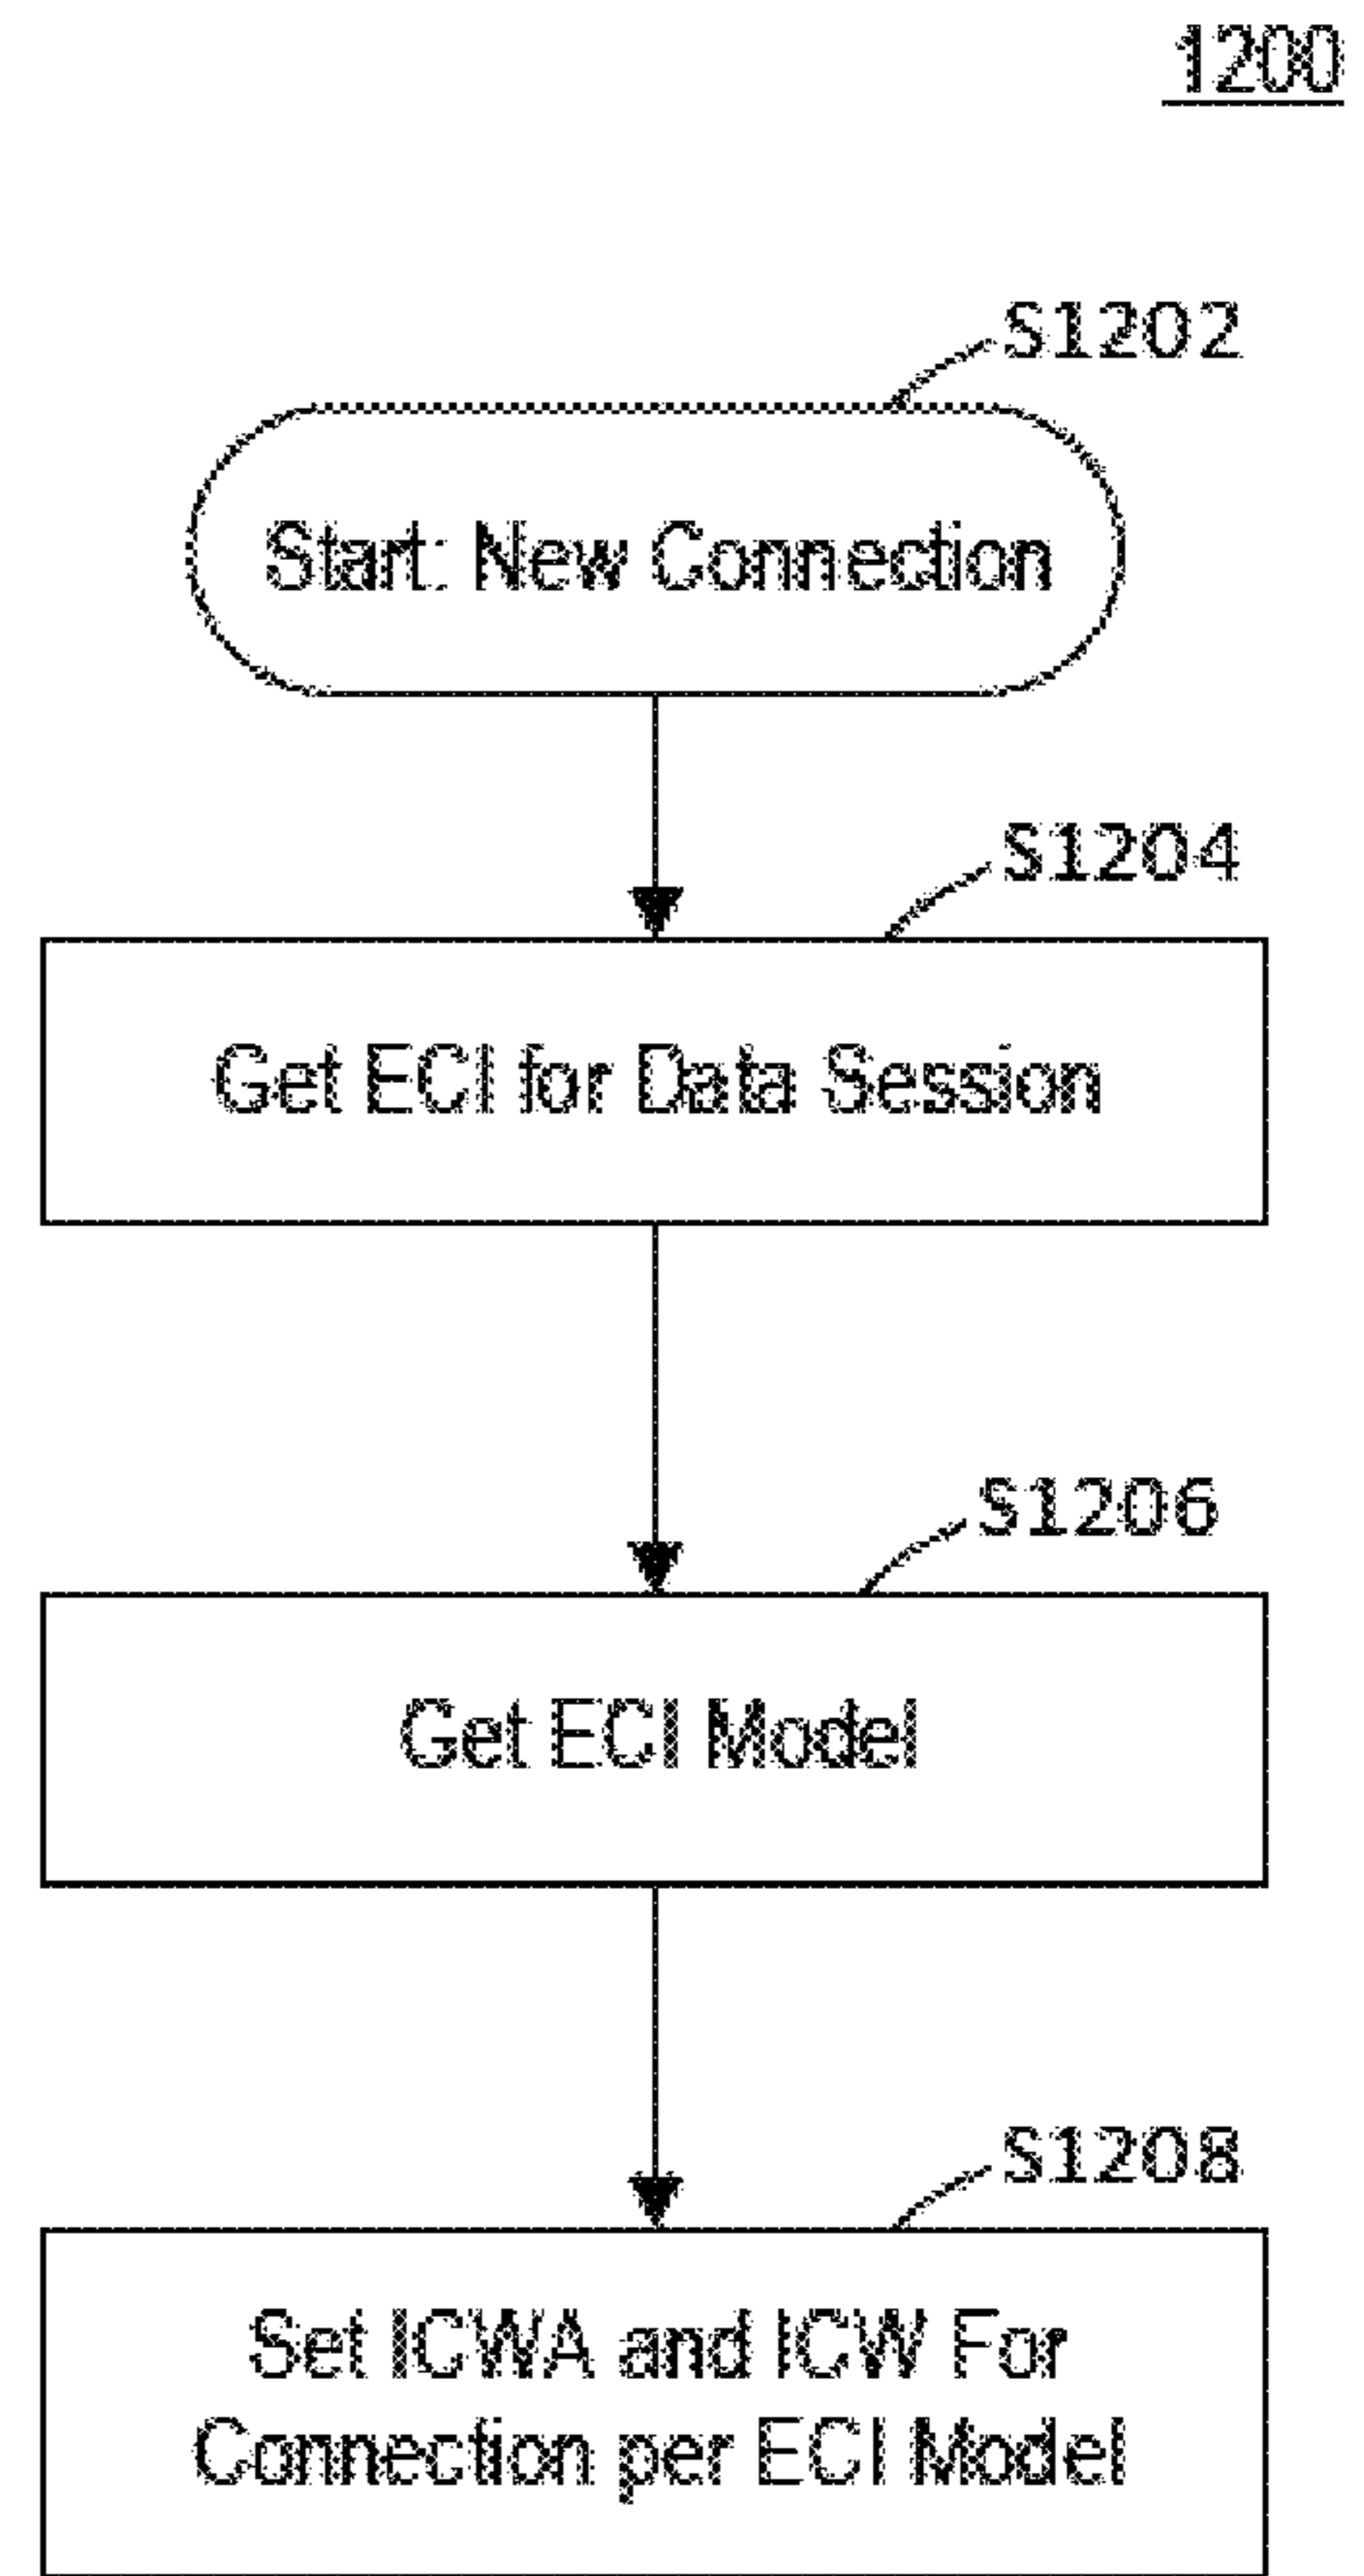 1200
S1202
Start: New Connection
S1204
Get ECI for Data Session
S1206
Get ECI Model
S1208
Set ICWA and ICW For
Connection per ECI Model